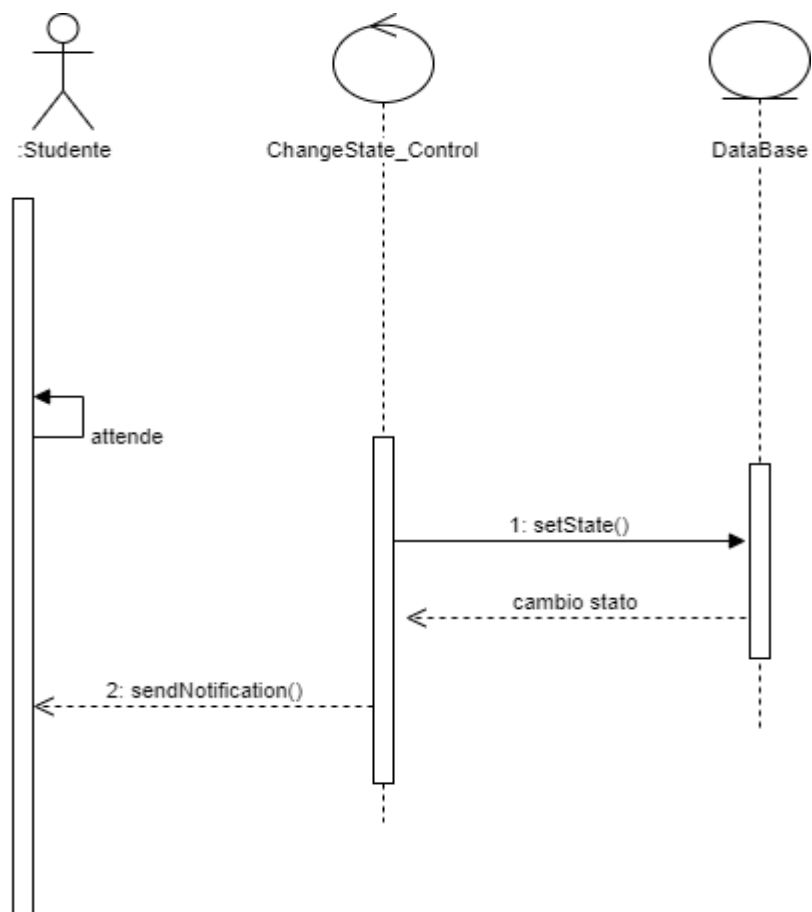 :Studente
ChangeState_Control
DataBase
attende
1: setState()
cambio stato
2: sendNotification()